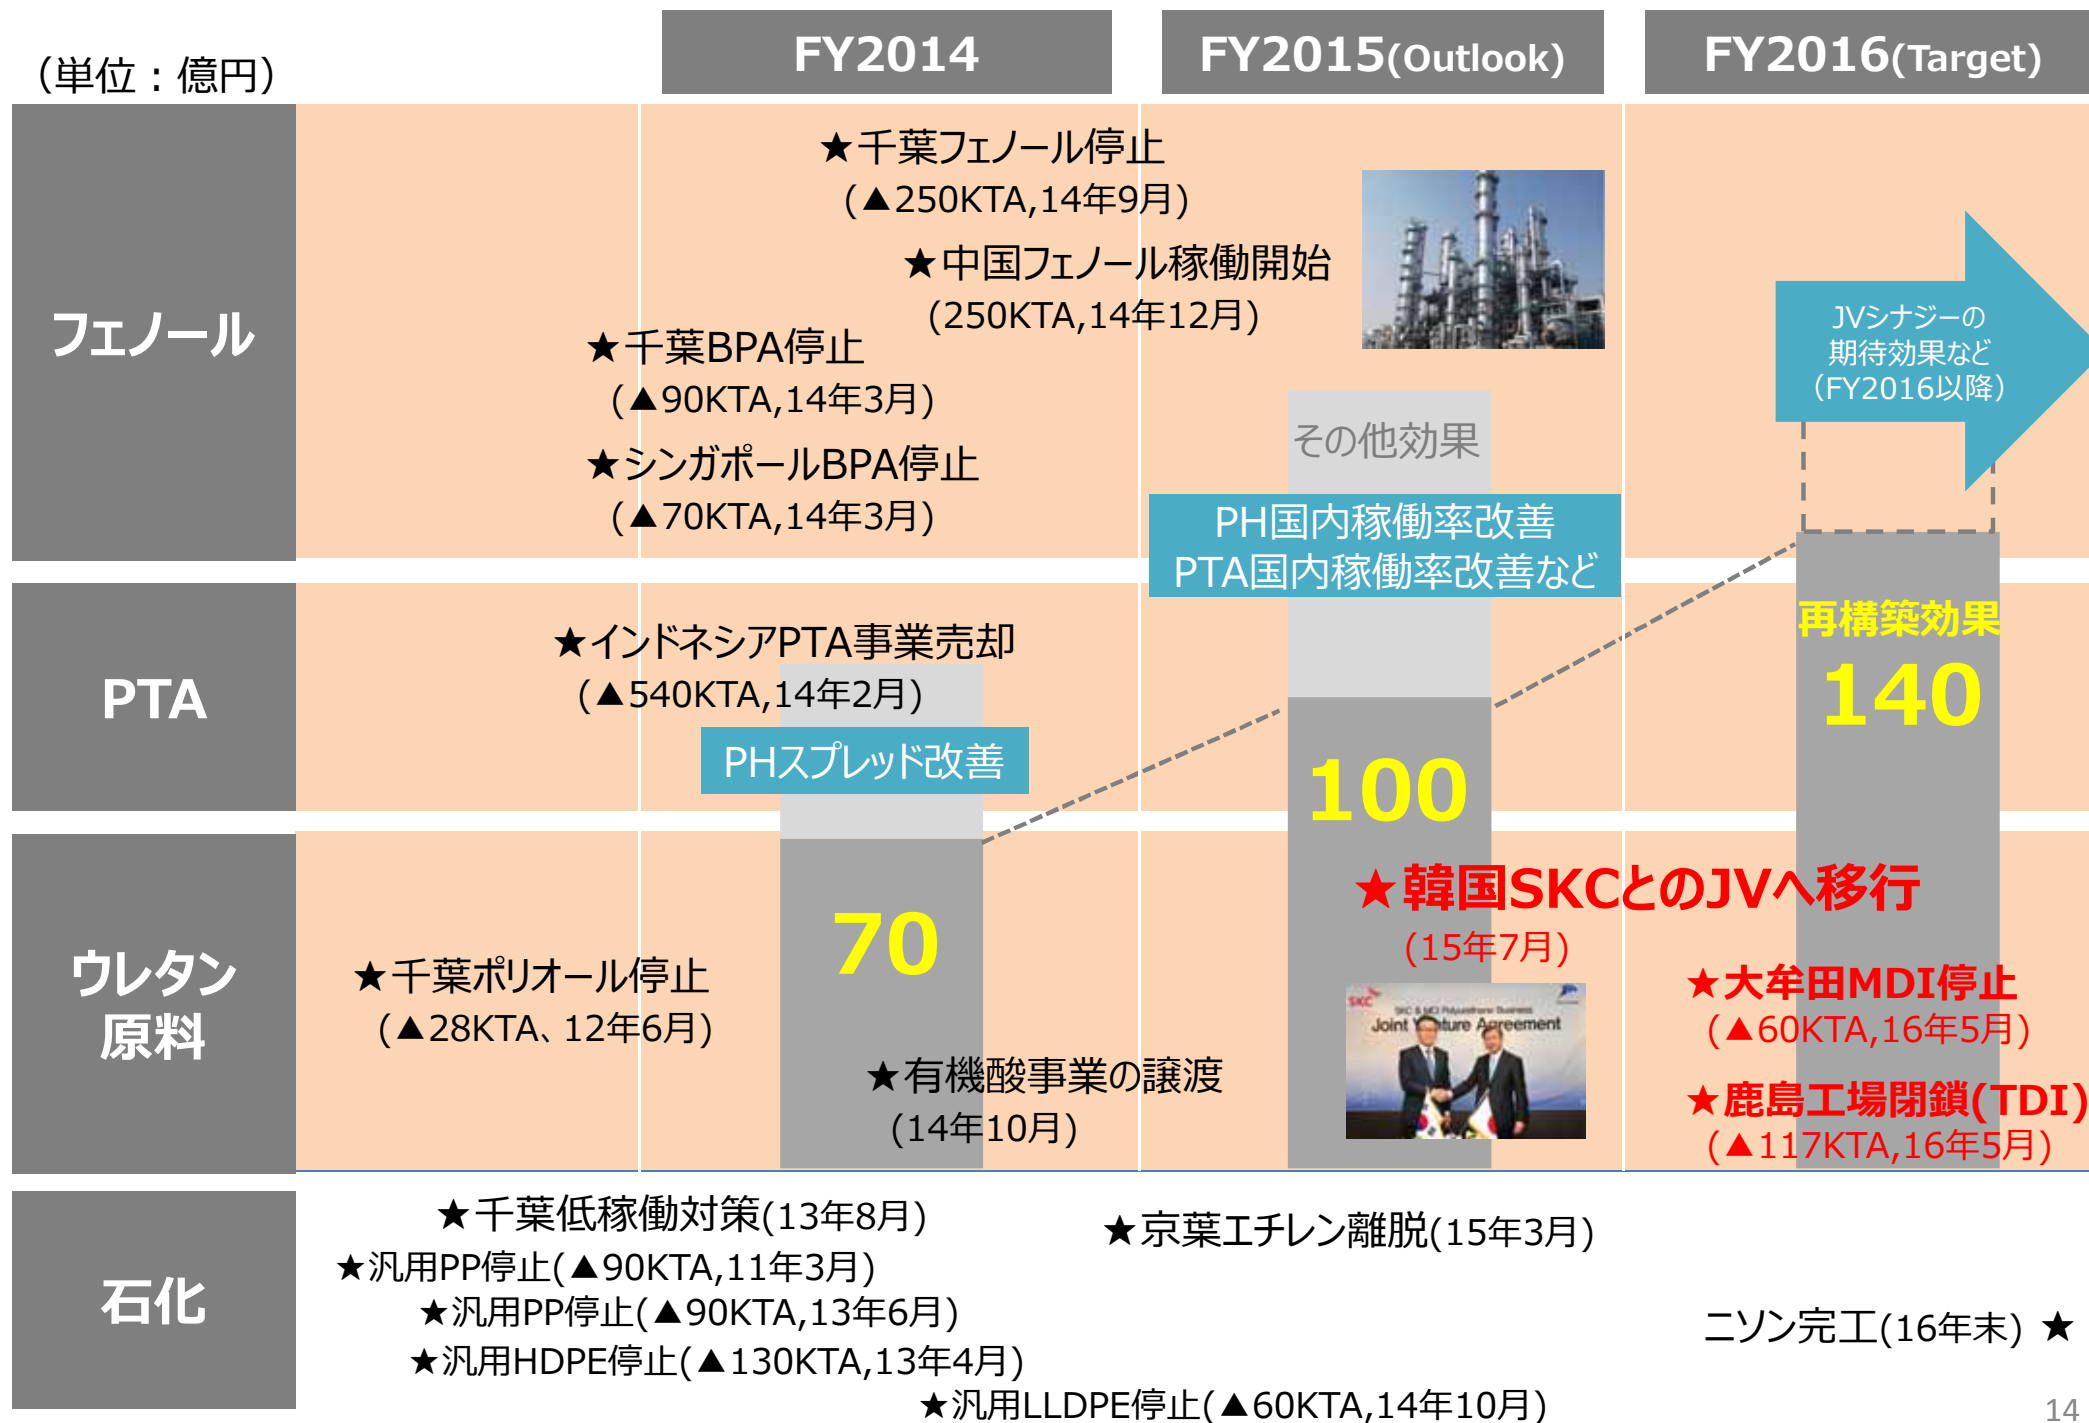 (単位：億円)
FY2014
FY2015(Outlook)
FY2016(Target)
フェノール
★千葉フェノール停止
(▲250KTA,14年9月)
★中国フェノール稼働開始
(250KTA,14年12月)
★千葉BPA停止
(▲90KTA,14年3月)
★シンガポールBPA停止
(▲70KTA,14年3月)
JVシナジーの
期待効果など
(FY2016以降)
その他効果
PH国内稼働率改善
PTA国内稼働率改善など
PTA
★インドネシアPTA事業売却
(▲540KTA,14年2月)
PHスプレッド改善
再構築効果
140
100
70
ウレタン
原料
★千葉ポリオール停止
(▲28KTA、12年6月)
★有機酸事業の譲渡
(14年10月)
★韓国SKCとのJVへ移行
(15年7月)
SKC
SKC & MCI Polyurethane Business
Joint Venture Agreement
★大牟田MDI停止
(▲60KTA,16年5月)
★鹿島工場閉鎖(TDI)
(▲117KTA,16年5月)
石化
★千葉低稼働対策(13年8月)
★京葉エチレン離脱(15年3月)
★汎用PP停止(▲90KTA,11年3月)
★汎用PP停止(▲90KTA,13年6月)
ニソン完工(16年末) ★
★汎用HDPE停止(▲130KTA,13年4月)
★汎用LLDPE停止(▲60KTA,14年10月)
14